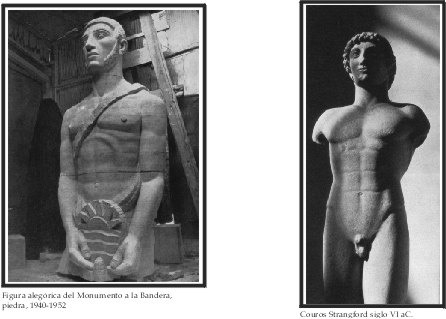 Figura alegórica del Monumento a la Bandera,
piedra, 1940-1952
Couros Strangford siglo VI aC.